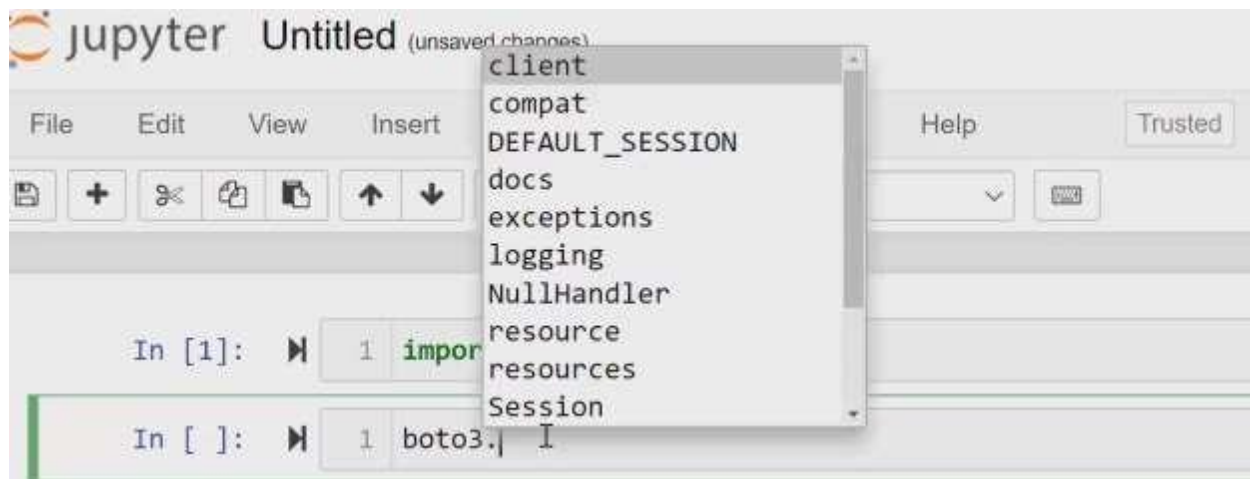 jupyter Untitled (unsaved changes)
File Edit View Insert Help Trusted
client
compat
DEFAULT_SESSION
docs
exceptions
logging
NullHandler
resource
resources
Session
In [1]: 1 impor
In [ ]: 1 boto3.